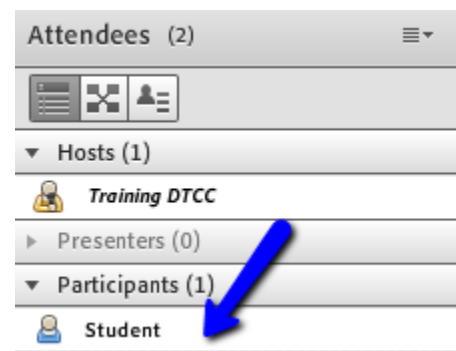 Attendees (2)
Hosts (1)
Training DTCC
Presenters (0)
Participants (1)
Student